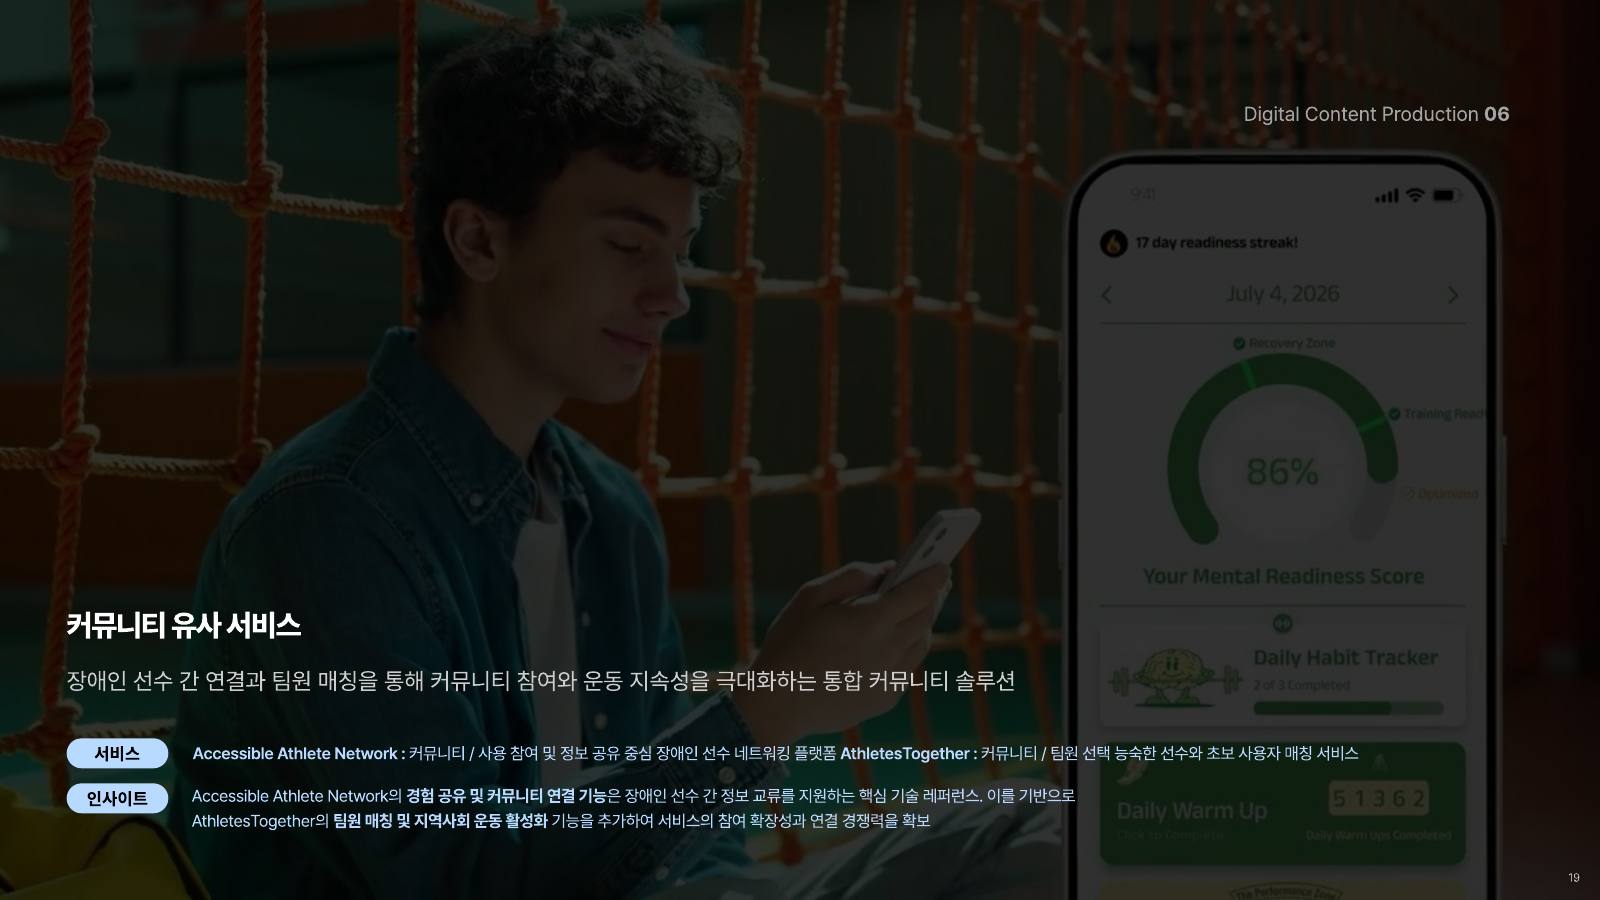 Digital Content Production 06
9:41
17 day readiness streak!
July 4, 2026
Recovery Zone
Training Read
86%
Optimized
Your Mental Readiness Score
Daily Habit Tracker
2 of 3 Completed
Daily Warm Up
Click to Complete
5 1 3 6 2
Daily Warm Ups Completed
The Performance Zone
커뮤니티 유사 서비스
장애인 선수 간 연결과 팀원 매칭을 통해 커뮤니티 참여와 운동 지속성을 극대화하는 통합 커뮤니티 솔루션
서비스
Accessible Athlete Network : 커뮤니티 / 사용 참여 및 정보 공유 중심 장애인 선수 네트워킹 플랫폼 AthletesTogether : 커뮤니티 / 팀원 선택 능숙한 선수와 초보 사용자 매칭 서비스
인사이트
Accessible Athlete Network의 경험 공유 및 커뮤니티 연결 기능은 장애인 선수 간 정보 교류를 지원하는 핵심 기술 레퍼런스. 이를 기반으로
AthletesTogether의 팀원 매칭 및 지역사회 운동 활성화 기능을 추가하여 서비스의 참여 확장성과 연결 경쟁력을 확보
19